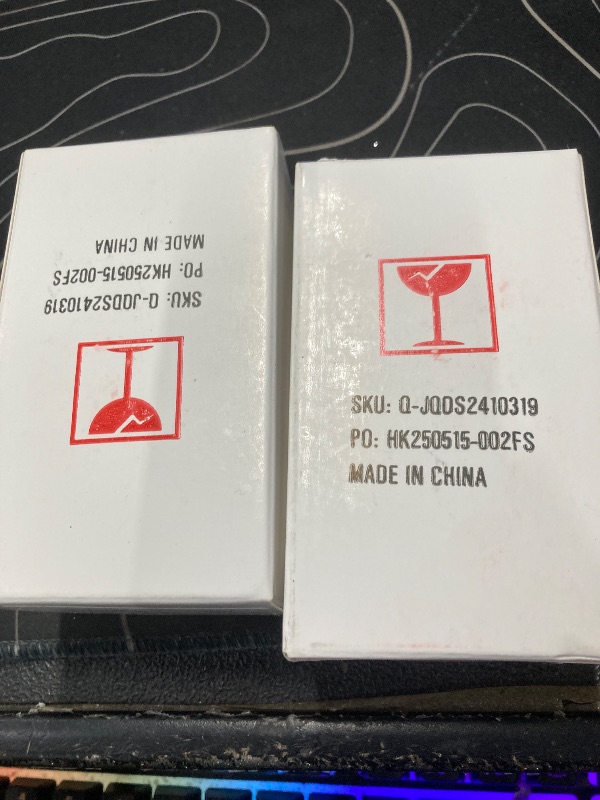 SKU: Q-JQDS2410319
PO: HK250515-002FS
MADE IN CHINA
SKU: Q-JQDS2410319
PO: HK250515-002FS
MADE IN CHINA